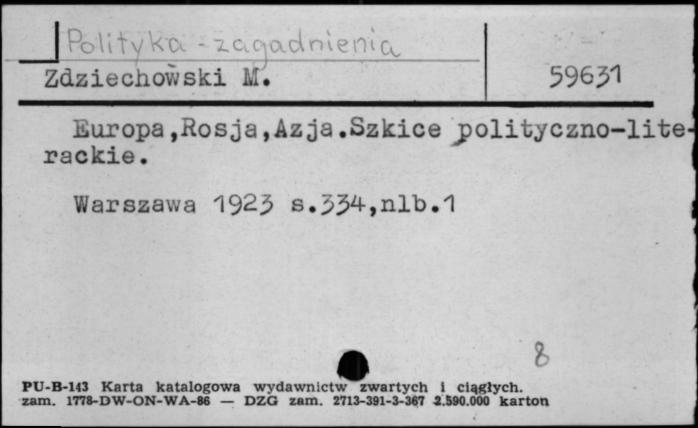 Polityka - zagadnienia
Zdziechowski M. 59631
Europa,Rosja,Azja.Szkice polityczno-lite-
rackie.
Warszawa 1923 s.334,nlb.1
8
PU-B-143 Karta katalogowa wydawnictw zwartych i ciągłych.
zam. 1778-DW-ON-WA-86 — DZG zam. 2713-391-3-367 2.590.000 karton